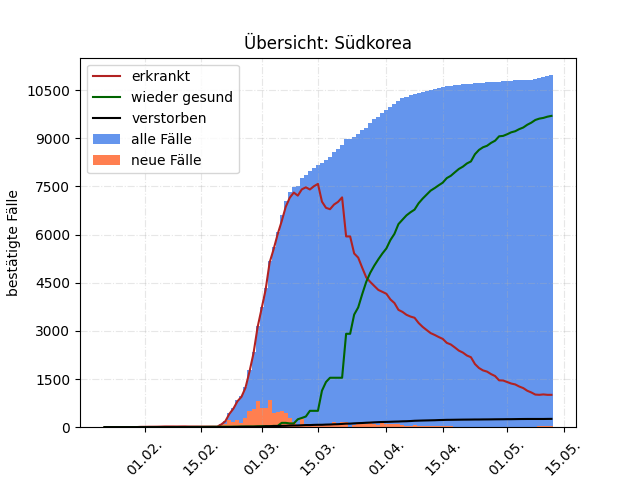 Übersicht: Südkorea
erkrankt
wieder gesund
verstorben
alle Fälle
neue Fälle
bestätigte Fälle
10500
9000
7500
6000
4500
3000
1500
0
01.02.
15.02.
01.03.
15.03.
01.04.
15.04.
01.05.
15.05.